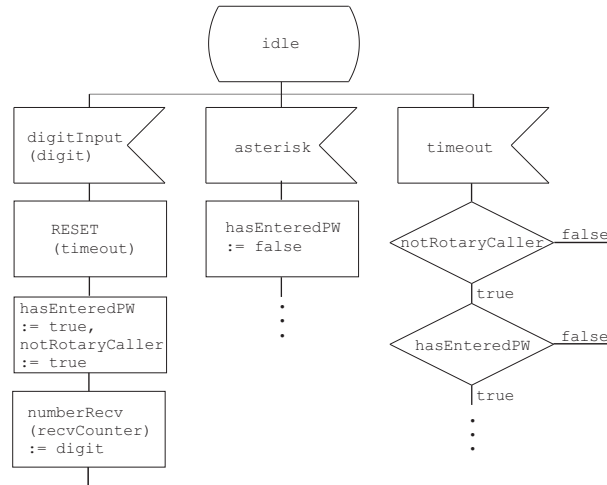 idle
digitInput
(digit)
asterisk
timeout
RESET
(timeout)
hasEnteredPW
:= false
notRotaryCaller
false
true
hasEnteredPW
:= true,
notRotaryCaller
:= true
hasEnteredPW
false
true
numberRecv
(recvCounter)
:= digit